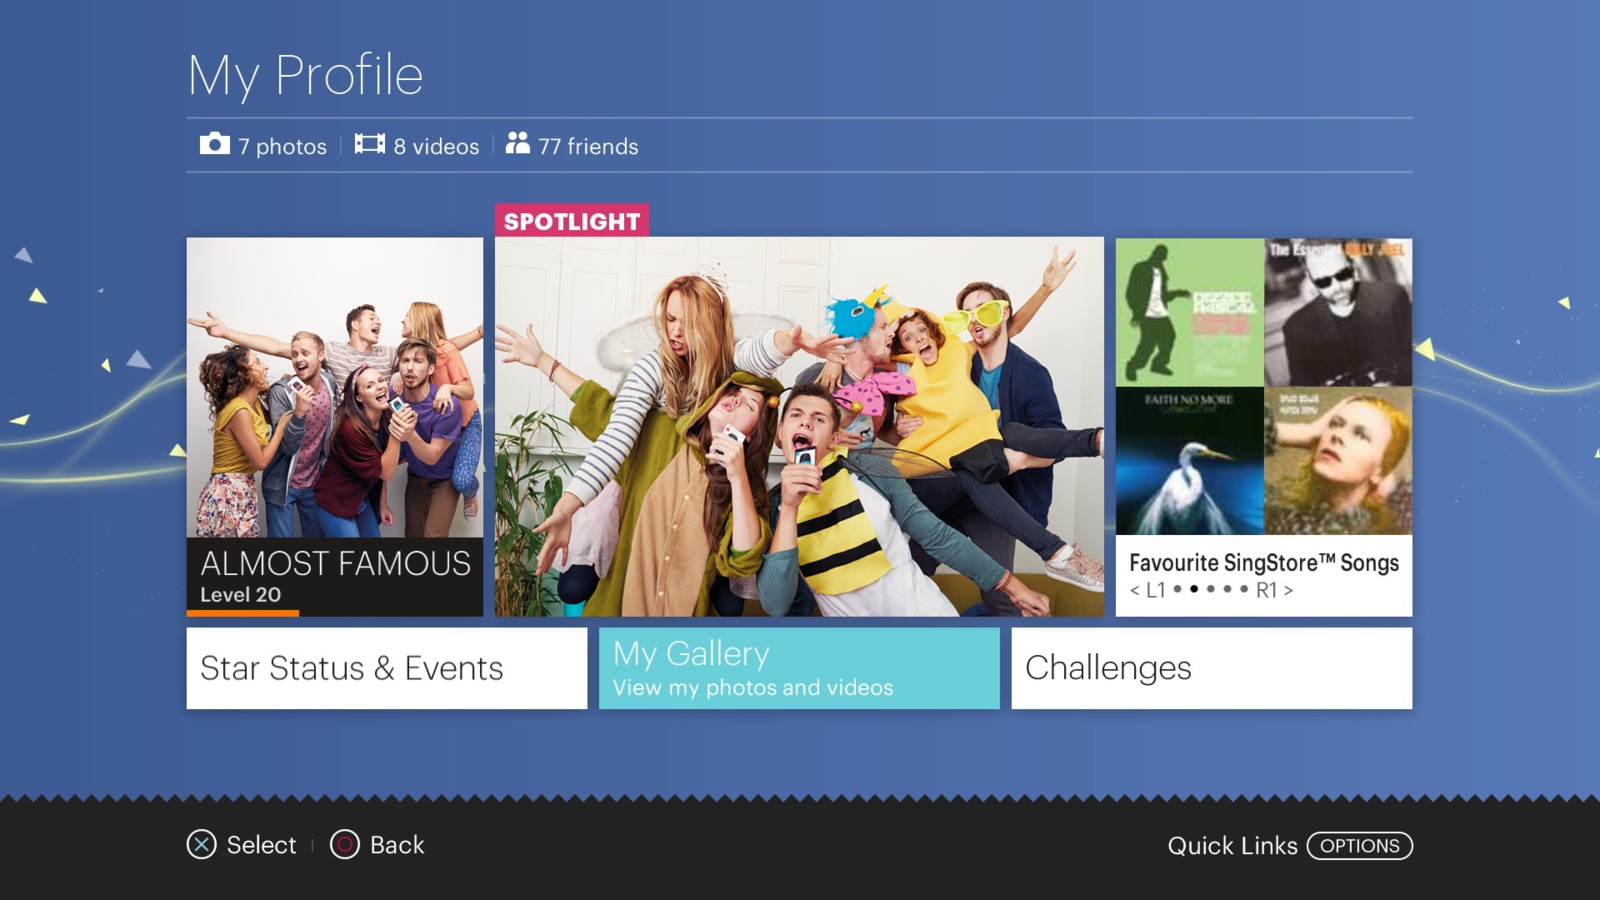 My Profile
7 photos
8 videos
77 friends
SPOTLIGHT
The Essential BILLY JOEL
DIZZEE RASCAL
FAITH NO MORE
ALMOST FAMOUS
Level 20
Favourite SingStore™ Songs
< L1 • • • • • R1 >
Star Status & Events
My Gallery
View my photos and videos
Challenges
Select
Back
Quick Links OPTIONS